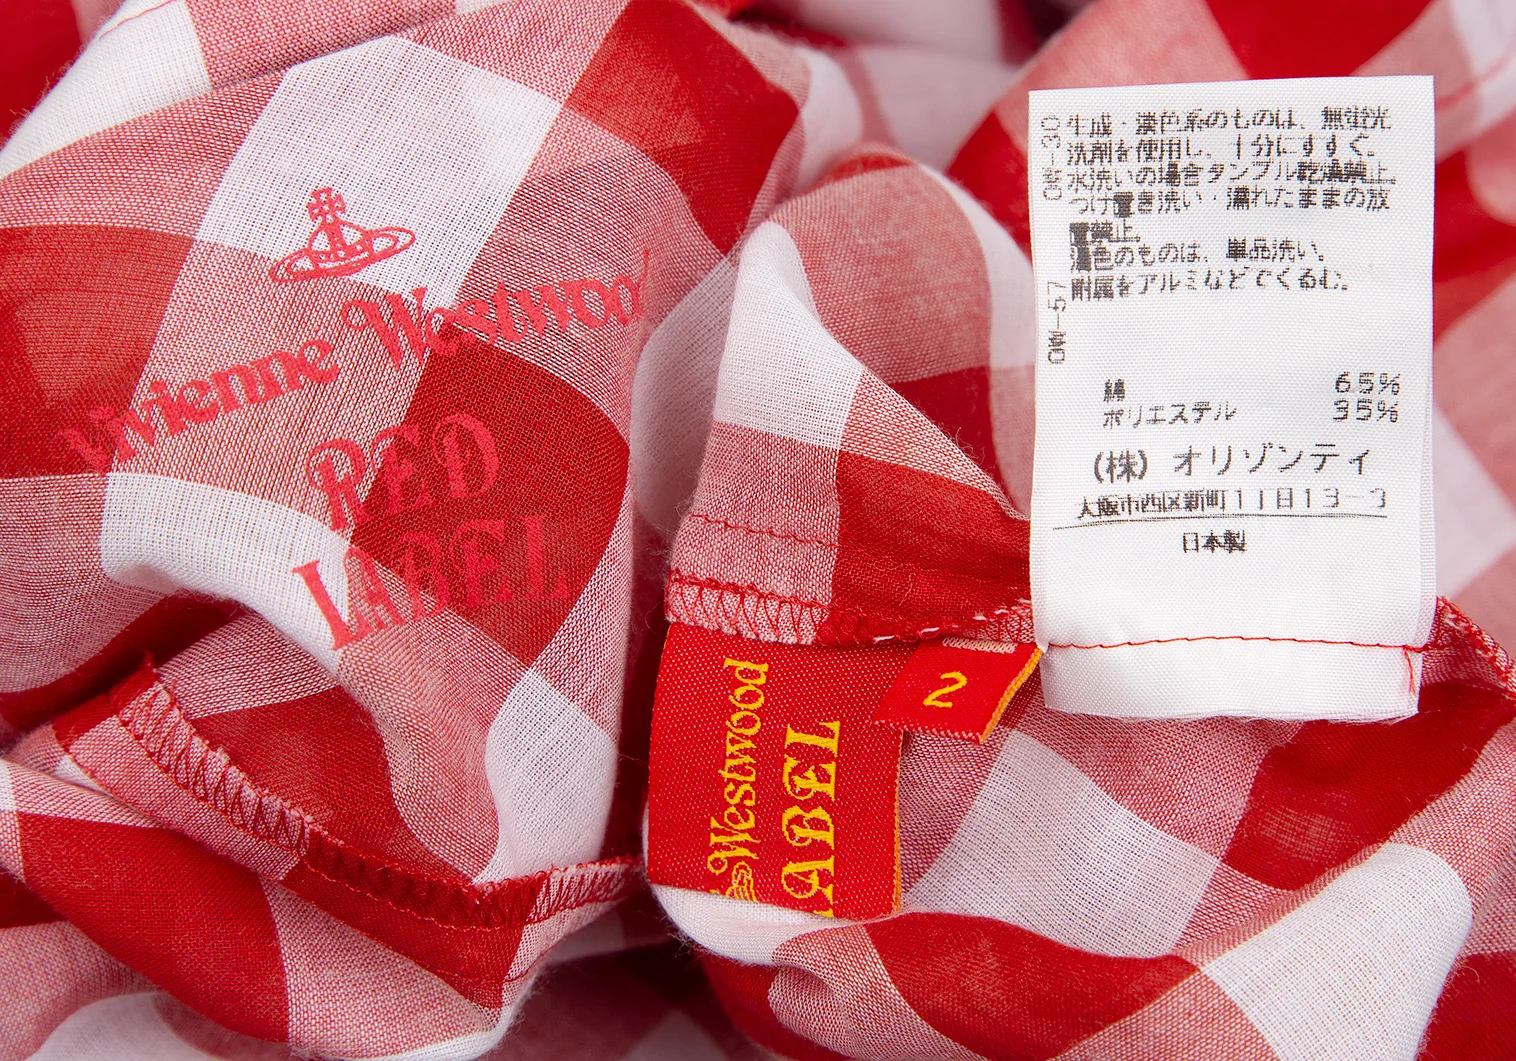 Vivienne Westwood
RED
LABEL
Westwood
LABEL
2
QW-30
QW-57
生成・淡色系のものは、無蛍光
洗剤を使用し、十分にすすぐ。
水洗いの場合タンブル乾燥禁止。
つけ置き洗い・濡れたままの放
置禁止。
濃色のものは、単品洗い。
附属をアルミなどでくるむ。
綿 65%
ポリエステル 35%
(株) オリゾンティ
大阪市西区新町1丁目13-3
日本製